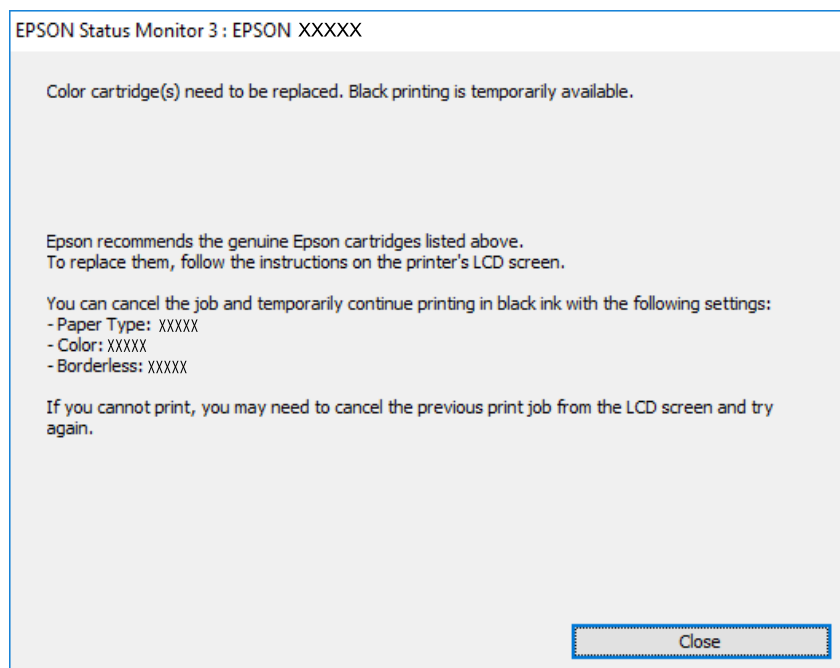 EPSON Status Monitor 3 : EPSON XXXXX
Color cartridge(s) need to be replaced. Black printing is temporarily available.
Epson recommends the genuine Epson cartridges listed above.
To replace them, follow the instructions on the printer's LCD screen.
You can cancel the job and temporarily continue printing in black ink with the following settings:
- Paper Type: XXXXX
- Color: XXXXX
- Borderless: XXXXX
If you cannot print, you may need to cancel the previous print job from the LCD screen and try
again.
Close